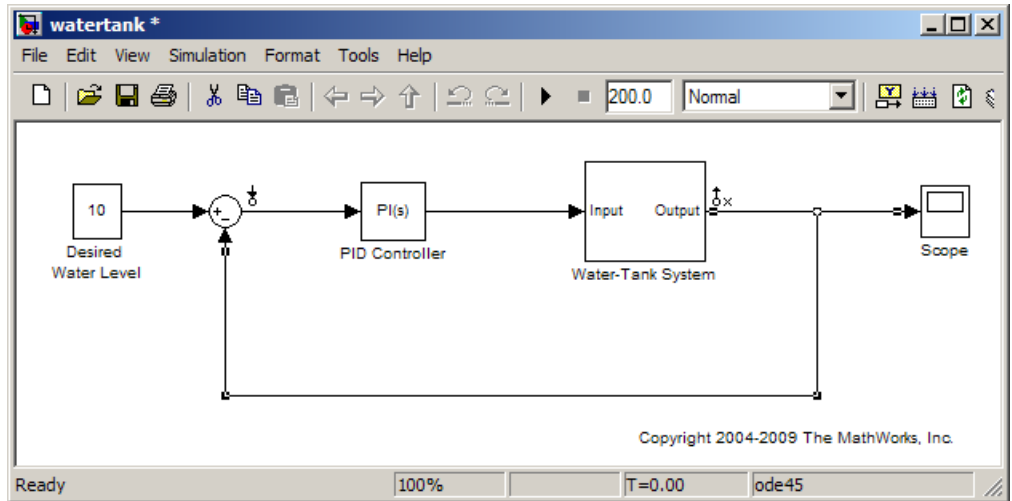 watertank *
File Edit View Simulation Format Tools Help
200.0 Normal
10
Desired
Water Level
+
−
PI(s)
PID Controller
Input Output
Water-Tank System
x
Scope
Copyright 2004-2009 The MathWorks, Inc.
Ready 100% T=0.00 ode45